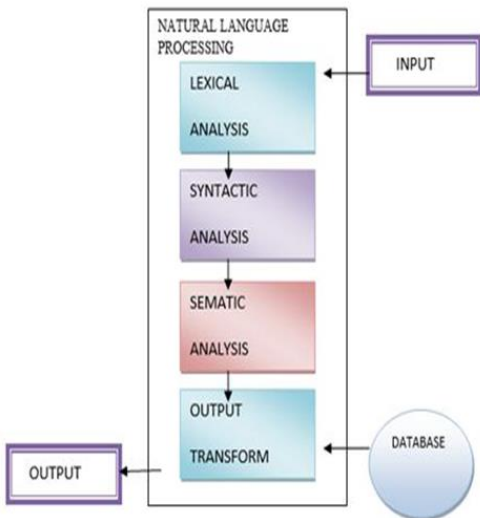 NATURAL LANGUAGE
PROCESSING
INPUT
LEXICAL
ANALYSIS
SYNTACTIC
ANALYSIS
SEMATIC
ANALYSIS
OUTPUT
TRANSFORM
DATABASE
OUTPUT